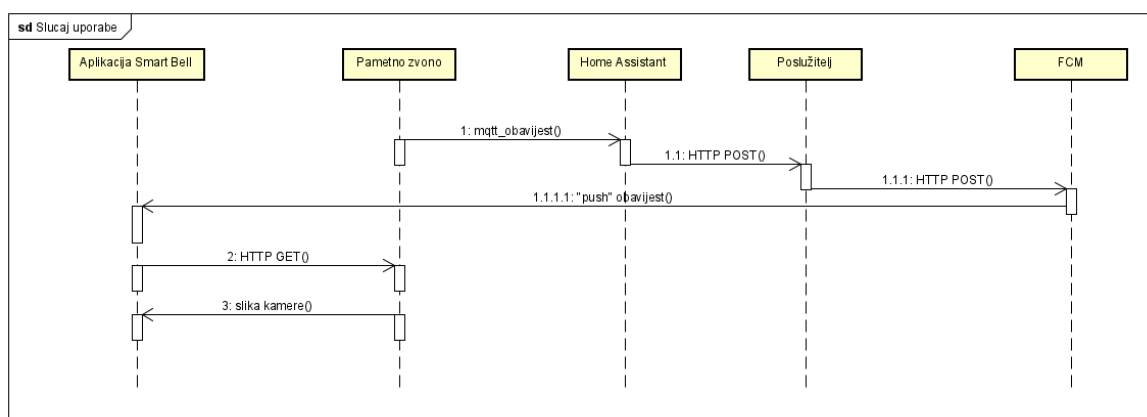 sd Slucaj uporabe
Aplikacija Smart Bell
Pametno zvono
Home Assistant
Poslužitelj
FCM
1: mqtt_obavijest()
1.1: HTTP POST()
1.1.1: HTTP POST()
1.1.1.1: "push" obavijest()
2: HTTP GET()
3: slika kamere()